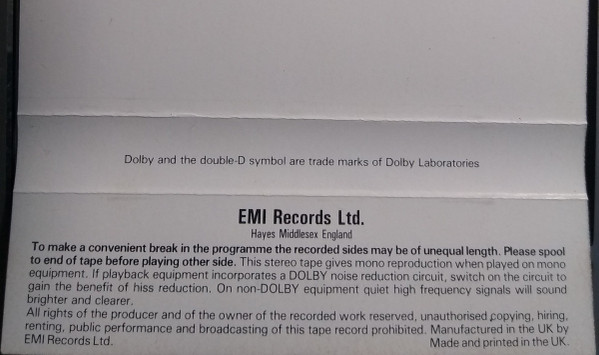 Dolby and the double-D symbol are trade marks of Dolby Laboratories
EMI Records Ltd.
Hayes Middlesex England
To make a convenient break in the programme the recorded sides may be of unequal length. Please spool
to end of tape before playing other side. This stereo tape gives mono reproduction when played on mono
equipment. If playback equipment incorporates a DOLBY noise reduction circuit, switch on the circuit to
gain the benefit of hiss reduction. On non-DOLBY equipment quiet high frequency signals will sound
brighter and clearer.
All rights of the producer and of the owner of the recorded work reserved, unauthorised copying, hiring,
renting, public performance and broadcasting of this tape record prohibited. Manufactured in the UK by
EMI Records Ltd. Made and printed in the UK.